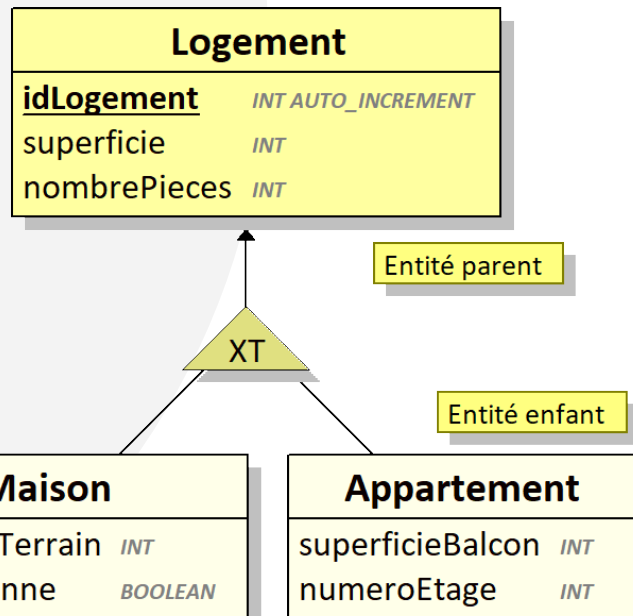 Logement
idLogement INT AUTO_INCREMENT
superficie INT
nombrePieces INT
Entité parent
XT
Entité enfant
Maison
Terrain INT
nne BOOLEAN
Appartement
superficieBalcon INT
numeroEtage INT